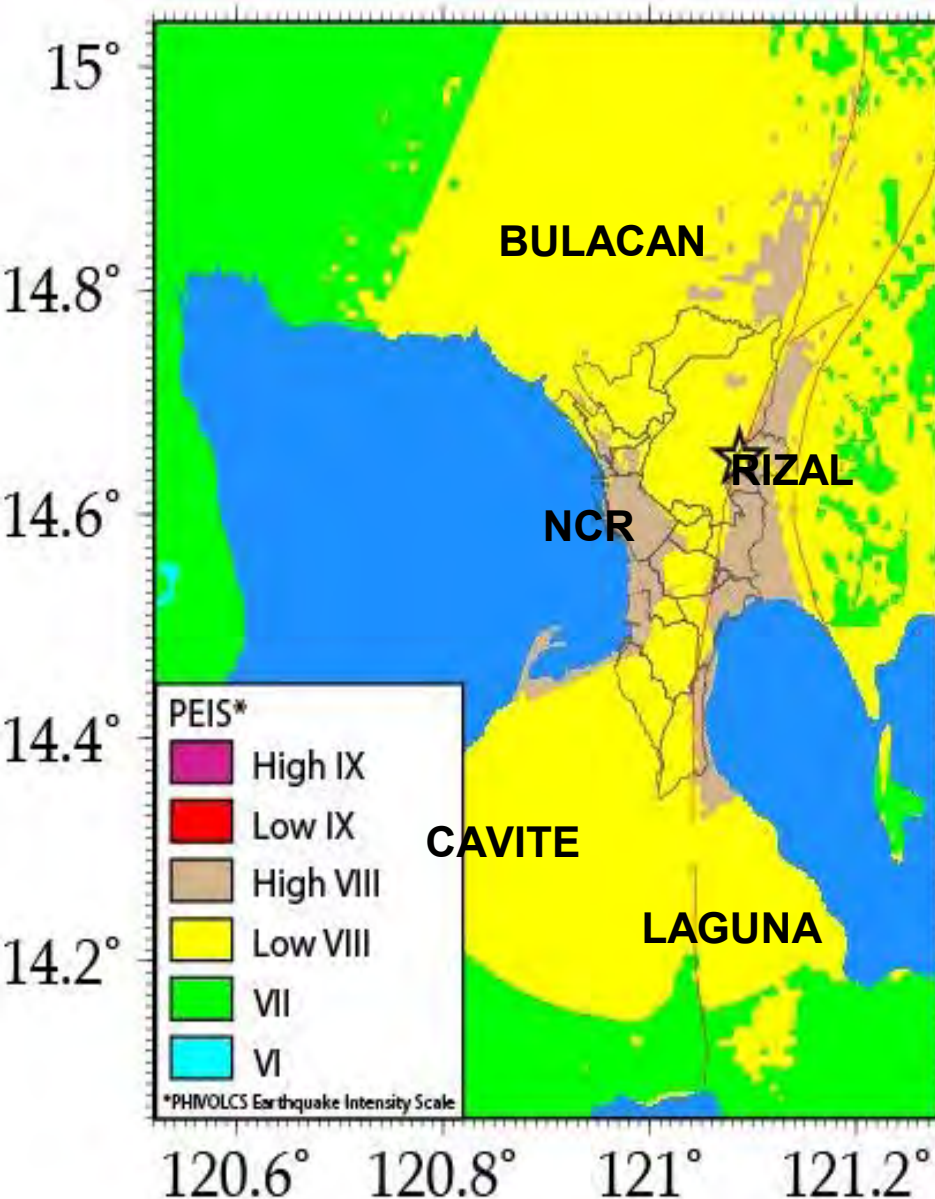 15°
BULACAN
14.8°
RIZAL
14.6°
NCR
PEIS*
14.4°
High IX
Low IX
CAVITE
High VIII
Low VIII
LAGUNA
14.2°
VII
VI
*PHIVOLCS Earthquake Intensity Scale
120.6° 120.8° 121° 121.2°